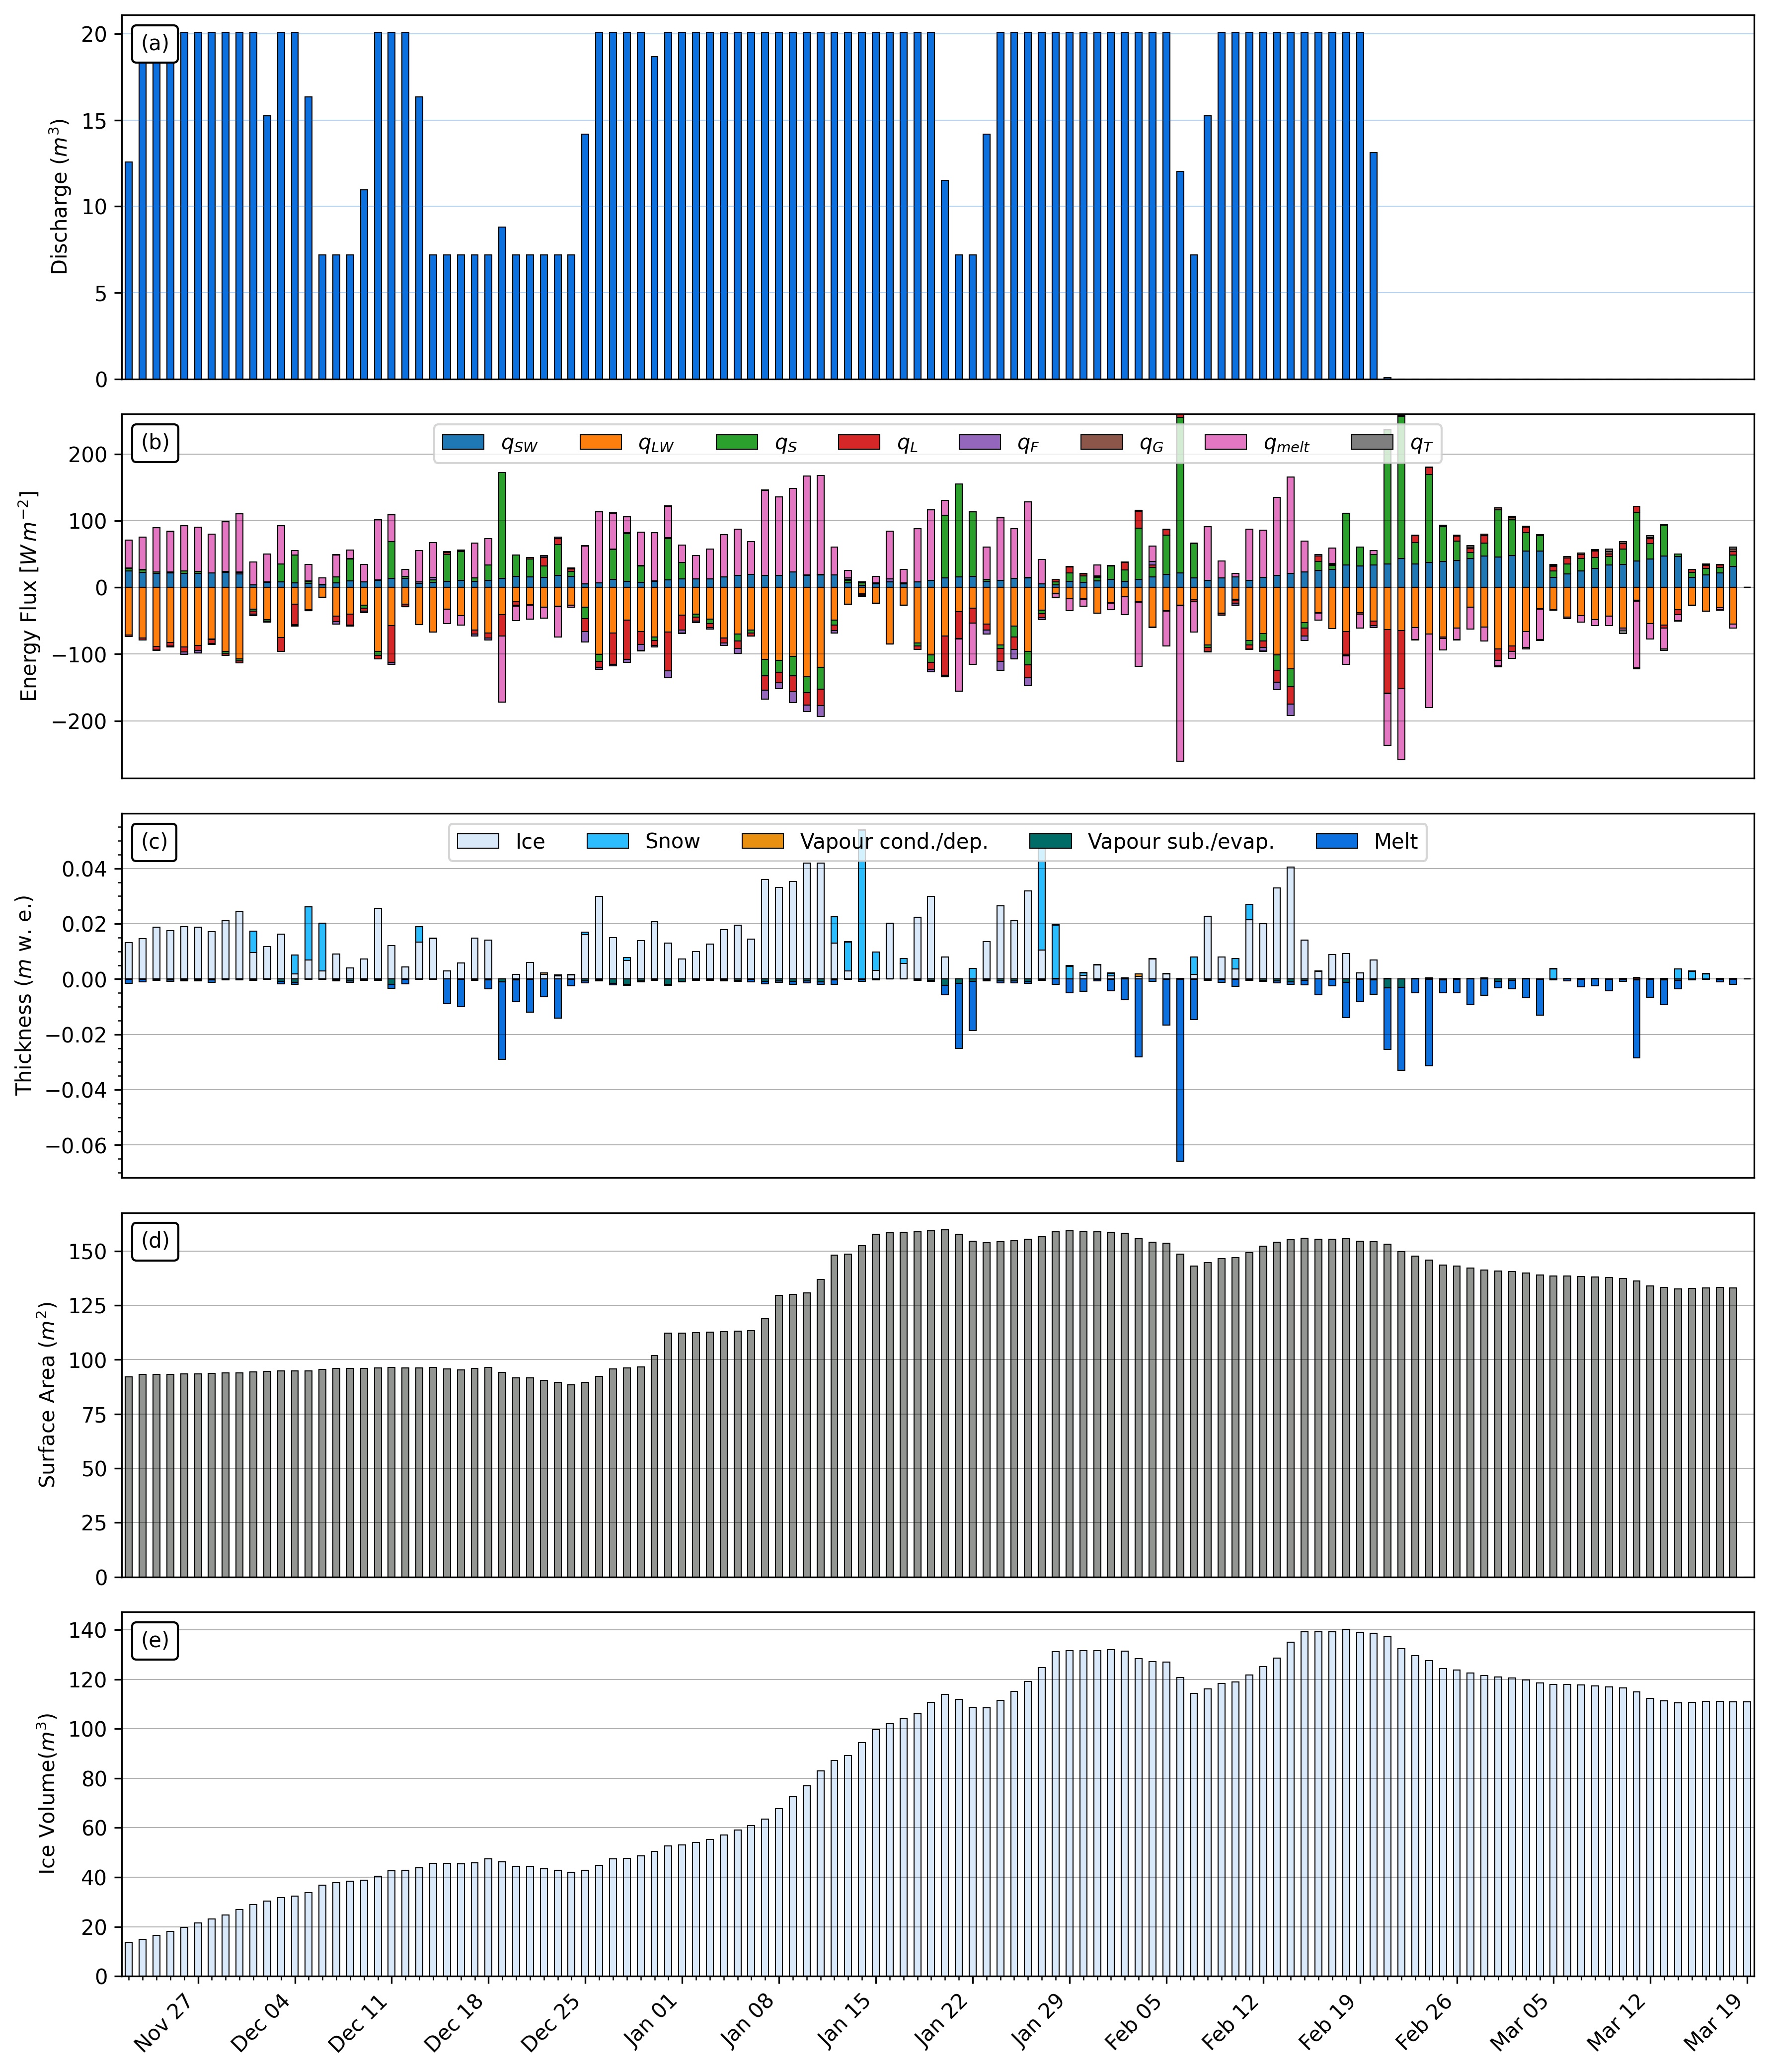 (a)
Discharge (m³)
20
15
10
5
0
(b)
q_SW q_LW q_S q_L q_F q_G q_melt q_T
Energy Flux [W m⁻²]
200
100
0
−100
−200
(c)
Ice Snow Vapour cond./dep. Vapour sub./evap. Melt
Thickness (m w. e.)
0.04
0.02
0.00
−0.02
−0.04
−0.06
(d)
Surface Area (m²)
150
125
100
75
50
25
0
(e)
Ice Volume(m³)
140
120
100
80
60
40
20
0
Nov 27 Dec 04 Dec 11 Dec 18 Dec 25 Jan 01 Jan 08 Jan 15 Jan 22 Jan 29 Feb 05 Feb 12 Feb 19 Feb 26 Mar 05 Mar 12 Mar 19